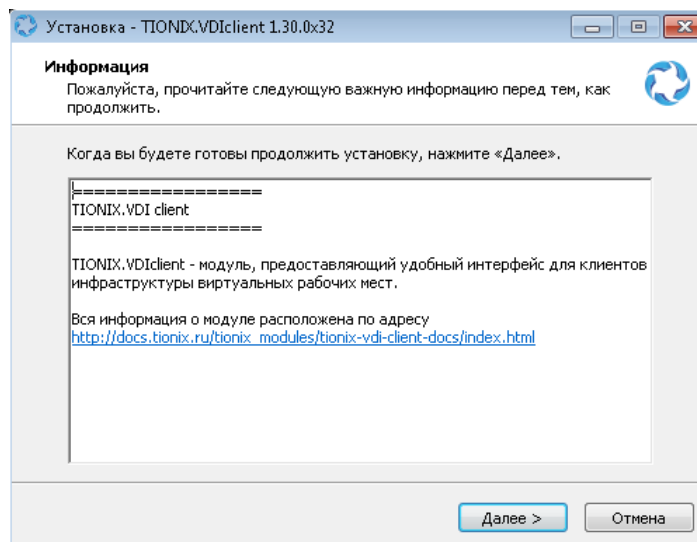 Установка - TIONIX.VDIclient 1.30.0x32
Информация
Пожалуйста, прочитайте следующую важную информацию перед тем, как
продолжить.
Когда вы будете готовы продолжить установку, нажмите «Далее».
=================
TIONIX.VDI client
=================
TIONIX.VDIclient - модуль, предоставляющий удобный интерфейс для клиентов
инфраструктуры виртуальных рабочих мест.
Вся информация о модуле расположена по адресу
http://docs.tionix.ru/tionix_modules/tionix-vdi-client-docs/index.html
Далее >
Отмена